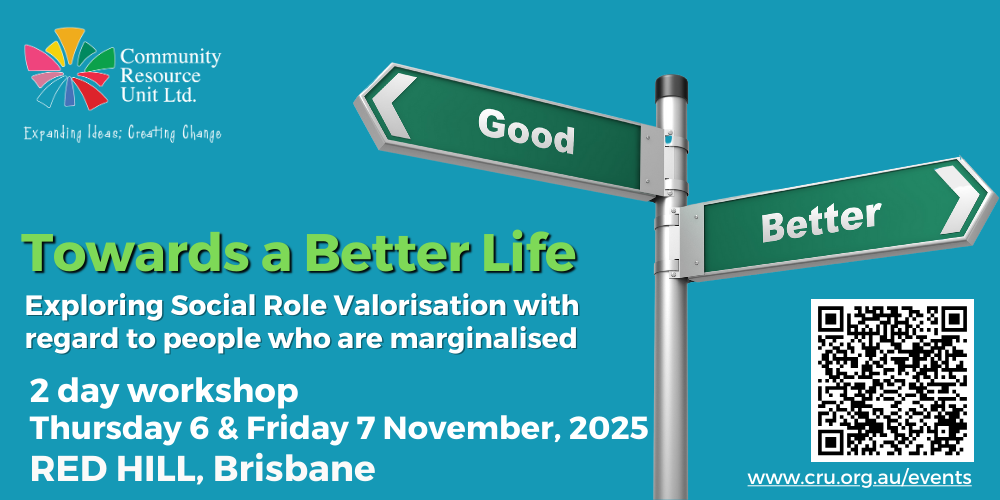 Community
Resource
Unit Ltd.
Expanding Ideas; Creating Change
Good
Better
Towards a Better Life
Exploring Social Role Valorisation with
regard to people who are marginalised
2 day workshop
Thursday 6 & Friday 7 November, 2025
RED HILL, Brisbane
www.cru.org.au/events